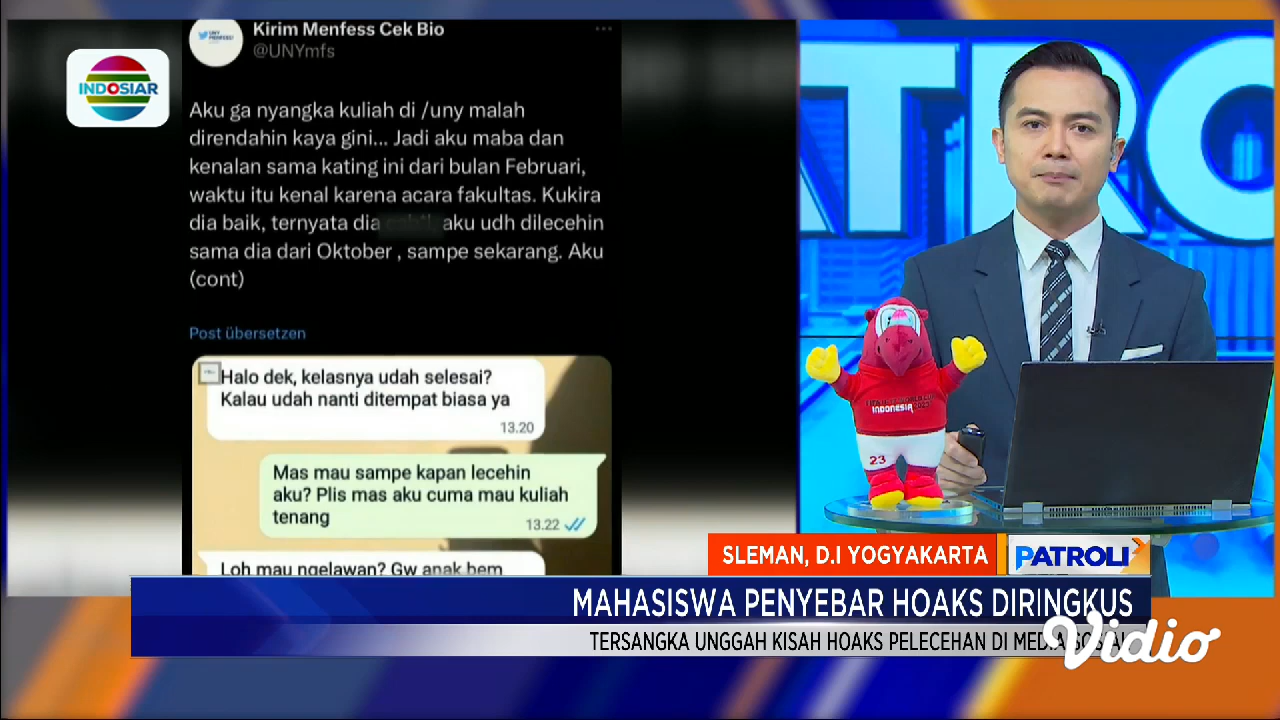 Kirim Menfess Cek Bio
@UNYmfs
INDOSIAR
Aku ga nyangka kuliah di /uny malah
direndahin kaya gini... Jadi aku maba dan
kenalan sama kating ini dari bulan Februari,
waktu itu kenal karena acara fakultas. Kukira
dia baik, ternyata dia aku udh dilecehin
sama dia dari Oktober , sampe sekarang. Aku
(cont)
Post übersetzen
Halo dek, kelasnya udah selesai?
Kalau udah nanti ditempat biasa ya
13.20
Mas mau sampe kapan lecehin
aku? Plis mas aku cuma mau kuliah
tenang
13.22
Loh mau ngelawan? Gw anak bem
ATRO
INDONESIA 2023
23
SLEMAN, D.I YOGYAKARTA
PATROLI
MAHASISWA PENYEBAR HOAKS DIRINGKUS
TERSANGKA UNGGAH KISAH HOAKS PELECEHAN DI MEDIA SOSIAL
Vidio